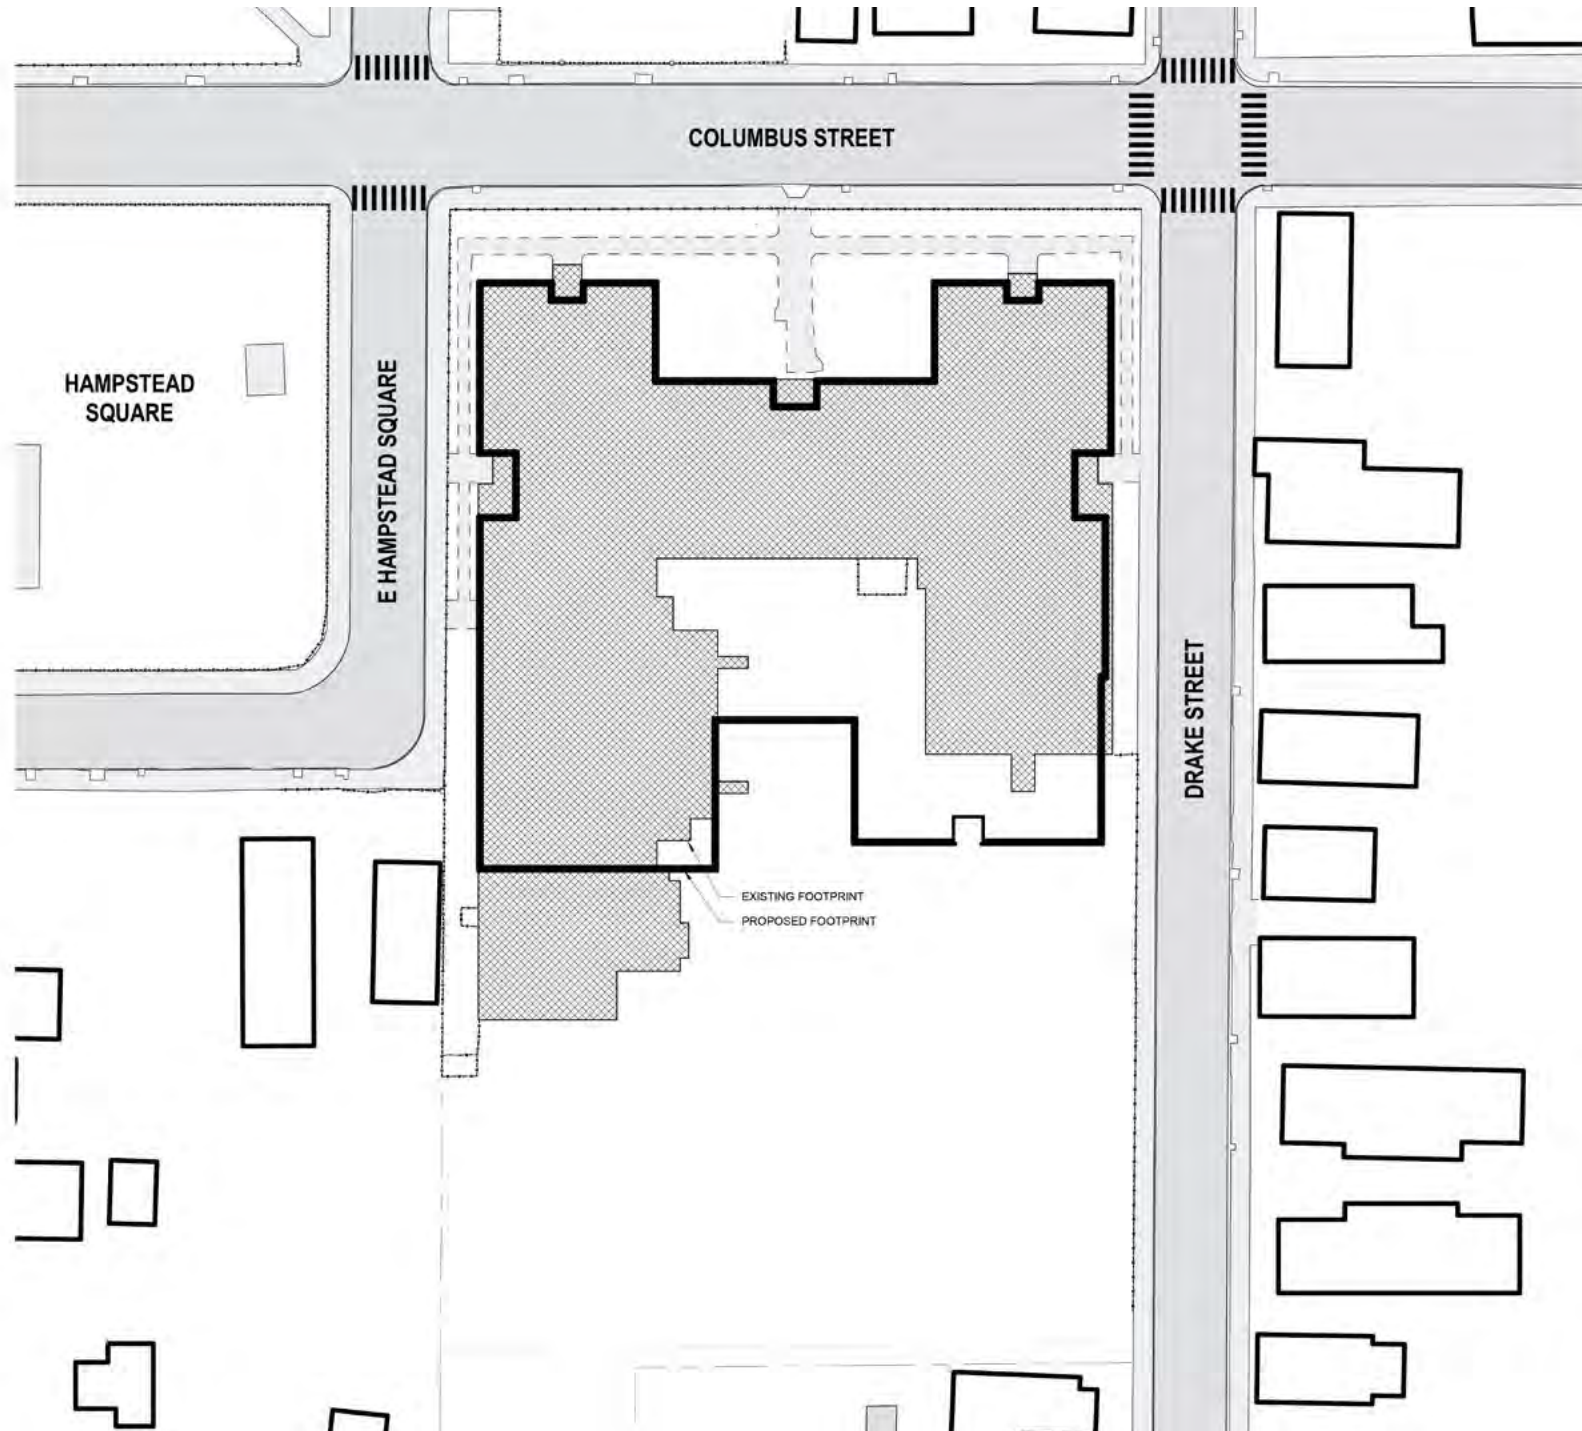 COLUMBUS STREET
HAMPSTEAD
SQUARE
E HAMPSTEAD SQUARE
DRAKE STREET
EXISTING FOOTPRINT
PROPOSED FOOTPRINT